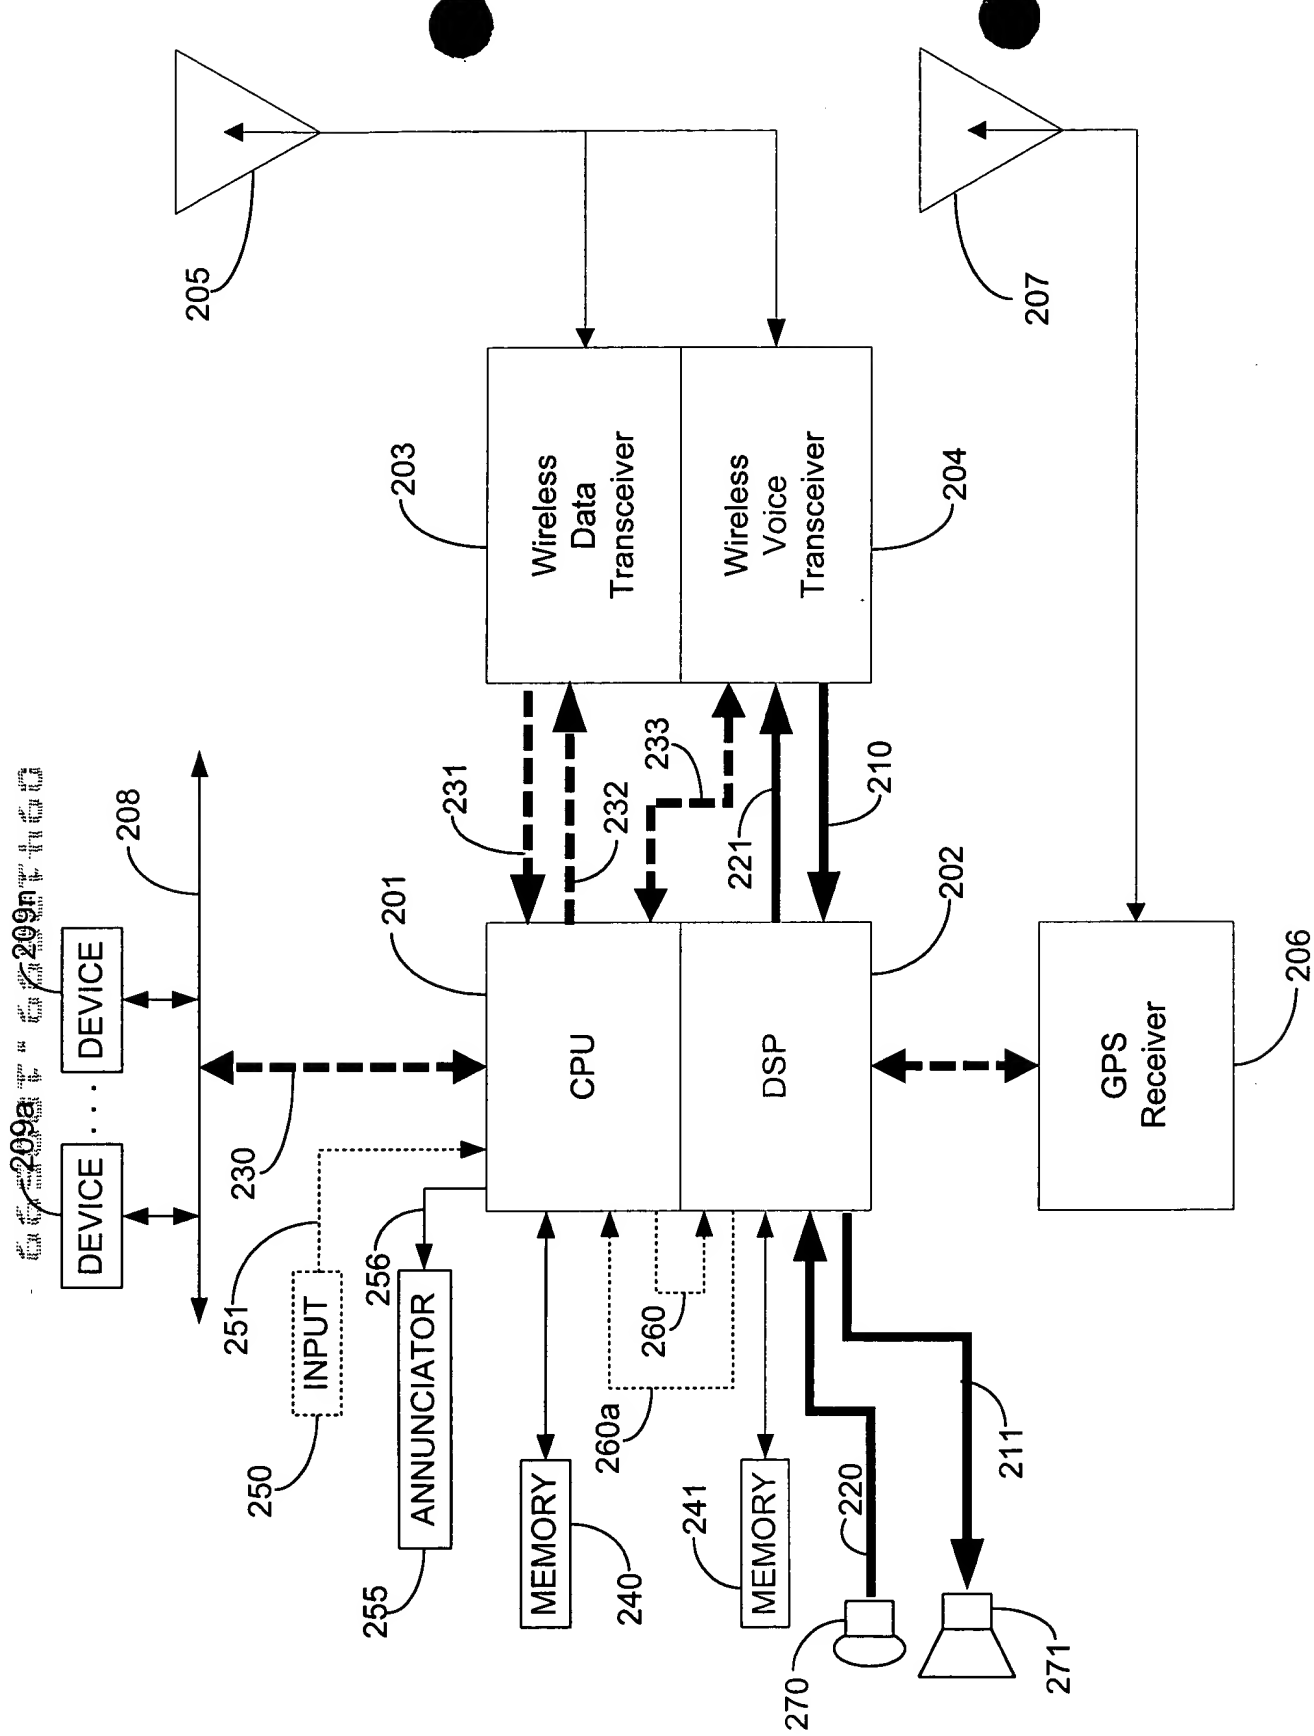 209a
209n
DEVICE
...
DEVICE
208
230
251
INPUT
250
256
ANNUNCIATOR
255
231
232
233
203
205
201
CPU
Wireless
Data
Transceiver
MEMORY
240
260
260a
241
MEMORY
DSP
221
210
Wireless
Voice
Transceiver
204
202
220
211
270
271
GPS
Receiver
206
207